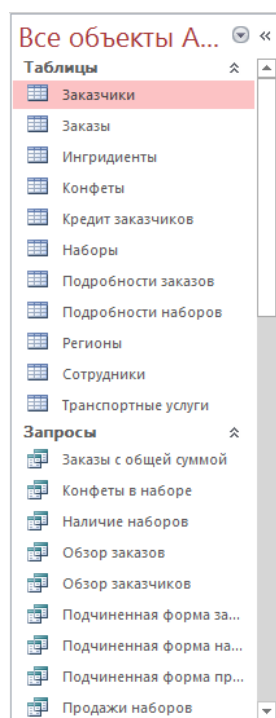 Все объекты A...
Таблицы
Заказчики
Заказы
Ингридиенты
Конфеты
Кредит заказчиков
Наборы
Подробности заказов
Подробности наборов
Регионы
Сотрудники
Транспортные услуги
Запросы
Заказы с общей суммой
Конфеты в наборе
Наличие наборов
Обзор заказов
Обзор заказчиков
Подчиненная форма за...
Подчиненная форма на...
Подчиненная форма пр...
Продажи наборов